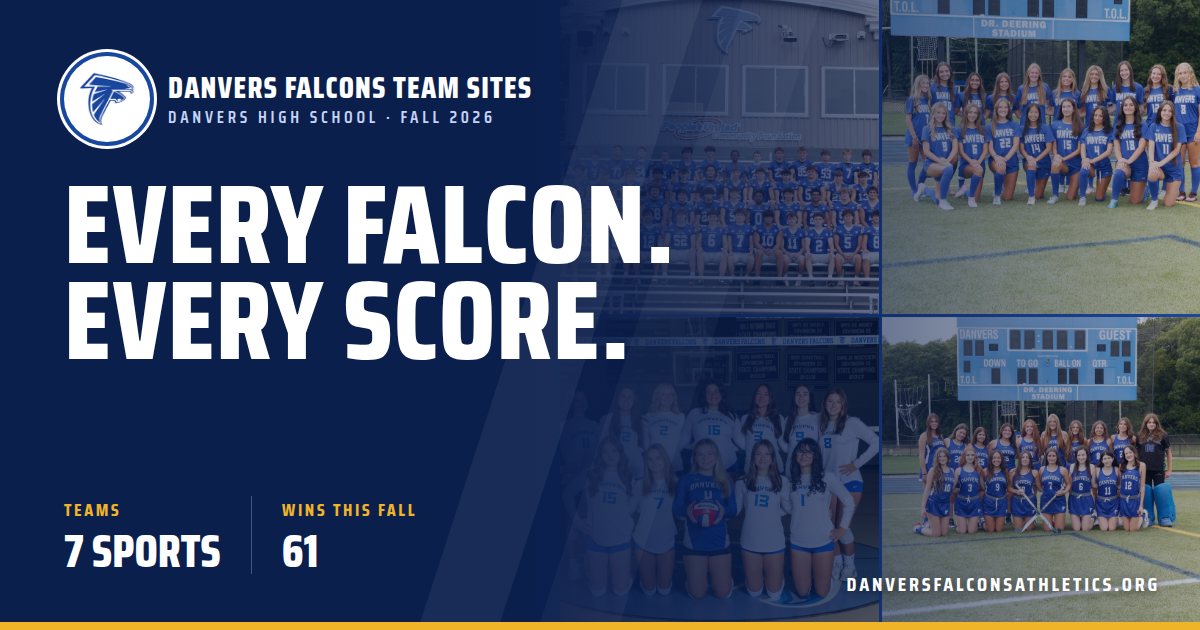 DANVERS FALCONS TEAM SITES
DANVERS HIGH SCHOOL · FALL 2026
EVERY FALCON.
EVERY SCORE.
TEAMS
7 SPORTS
WINS THIS FALL
61
T.O.L.
T.O.L.
DR. DEERING
STADIUM
DANVERS
GUEST
DOWN
TO GO
BALL ON
QTR
T.O.L.
T.O.L.
DR. DEERING
STADIUM
DANVERSFALCONSATHLETICS.ORG